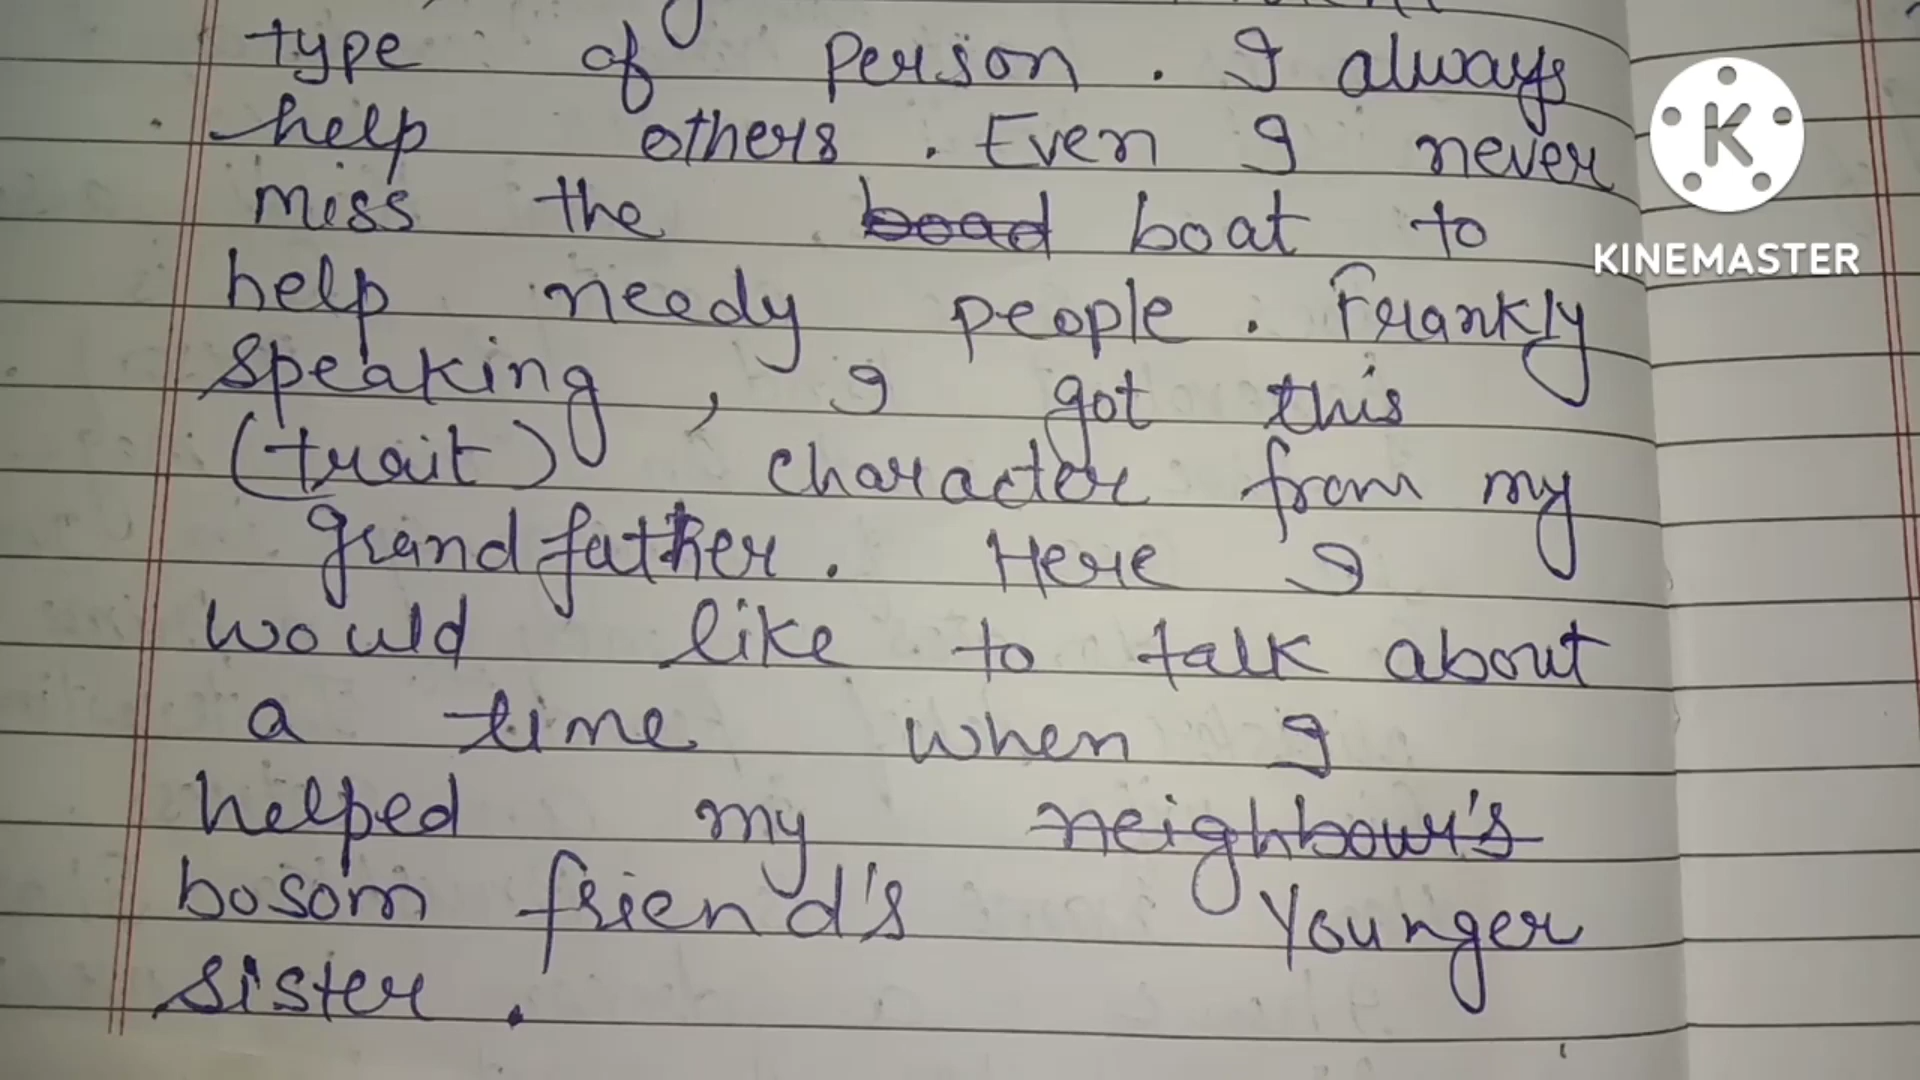 type of person. I always
help others. Even I never
miss the boad boat to
help needy people. Frankly
speaking, I got this
(trait) character from my
grandfather. Here I
would like to talk about
a time when I
helped my neighbour's
bosom friend's younger
sister.
K
KINEMASTER